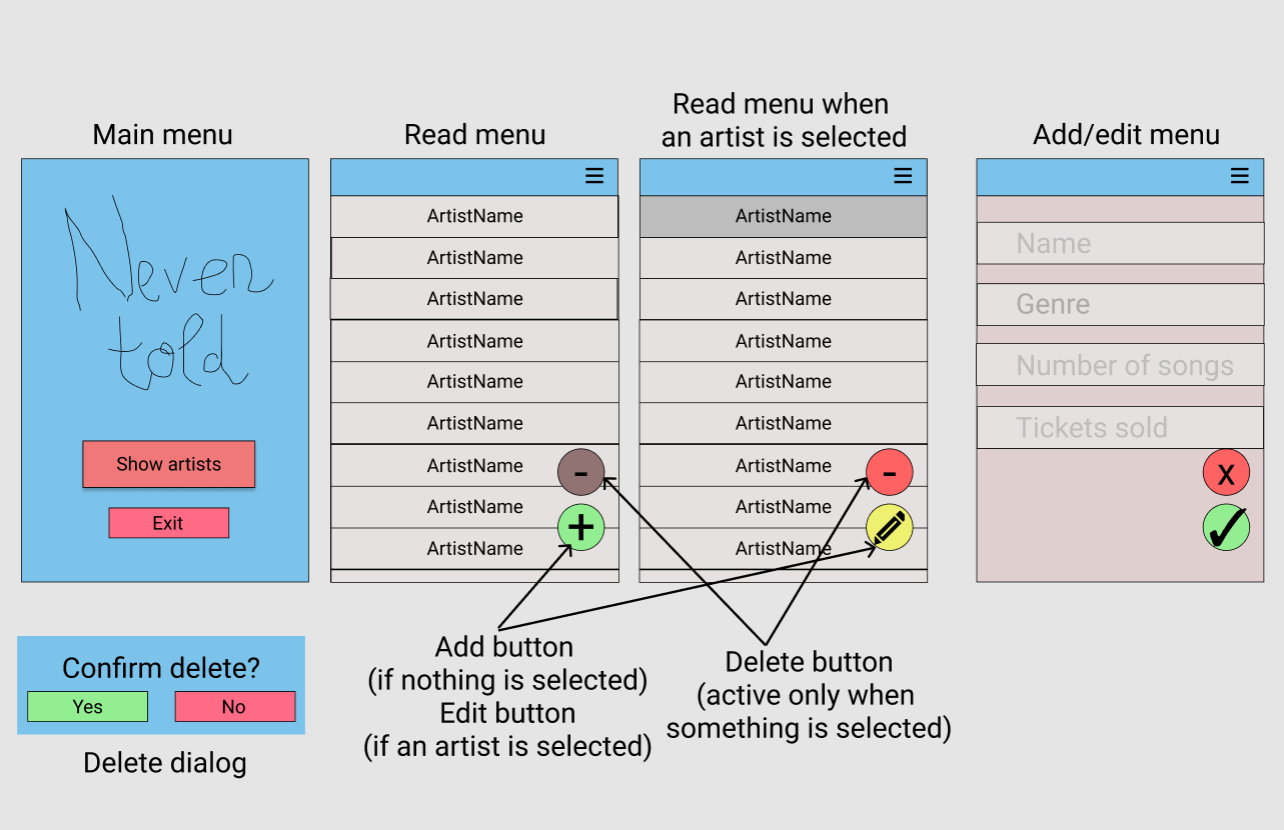 Main menu
Never
told
Show artists
Exit
Read menu
☰
ArtistName
ArtistName
ArtistName
ArtistName
ArtistName
ArtistName
ArtistName
ArtistName
ArtistName
-
+
Read menu when
an artist is selected
☰
ArtistName
ArtistName
ArtistName
ArtistName
ArtistName
ArtistName
ArtistName
ArtistName
ArtistName
-
Add/edit menu
☰
Name
Genre
Number of songs
Tickets sold
x
✓
Confirm delete?
Yes
No
Delete dialog
Add button
(if nothing is selected)
Edit button
(if an artist is selected)
Delete button
(active only when
something is selected)